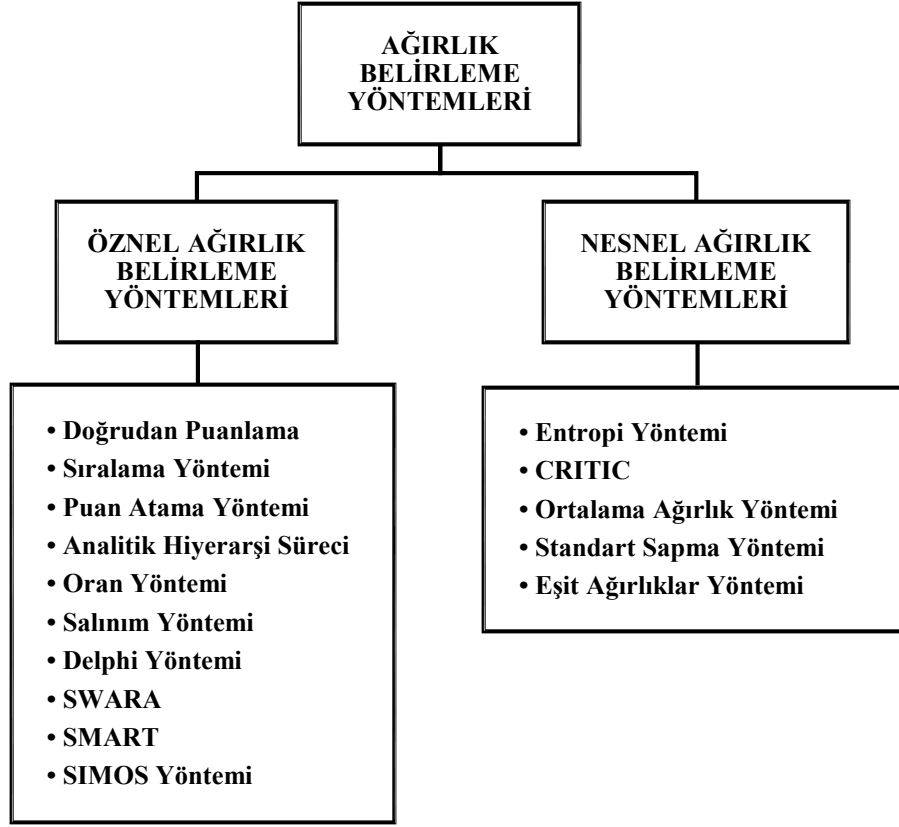 AĞIRLIK
BELİRLEME
YÖNTEMLERİ
ÖZNEL AĞIRLIK
BELİRLEME
YÖNTEMLERİ
NESNEL AĞIRLIK
BELİRLEME
YÖNTEMLERİ
• Doğrudan Puanlama
• Sıralama Yöntemi
• Puan Atama Yöntemi
• Analitik Hiyerarşi Süreci
• Oran Yöntemi
• Salınım Yöntemi
• Delphi Yöntemi
• SWARA
• SMART
• SIMOS Yöntemi
• Entropi Yöntemi
• CRITIC
• Ortalama Ağırlık Yöntemi
• Standart Sapma Yöntemi
• Eşit Ağırlıklar Yöntemi